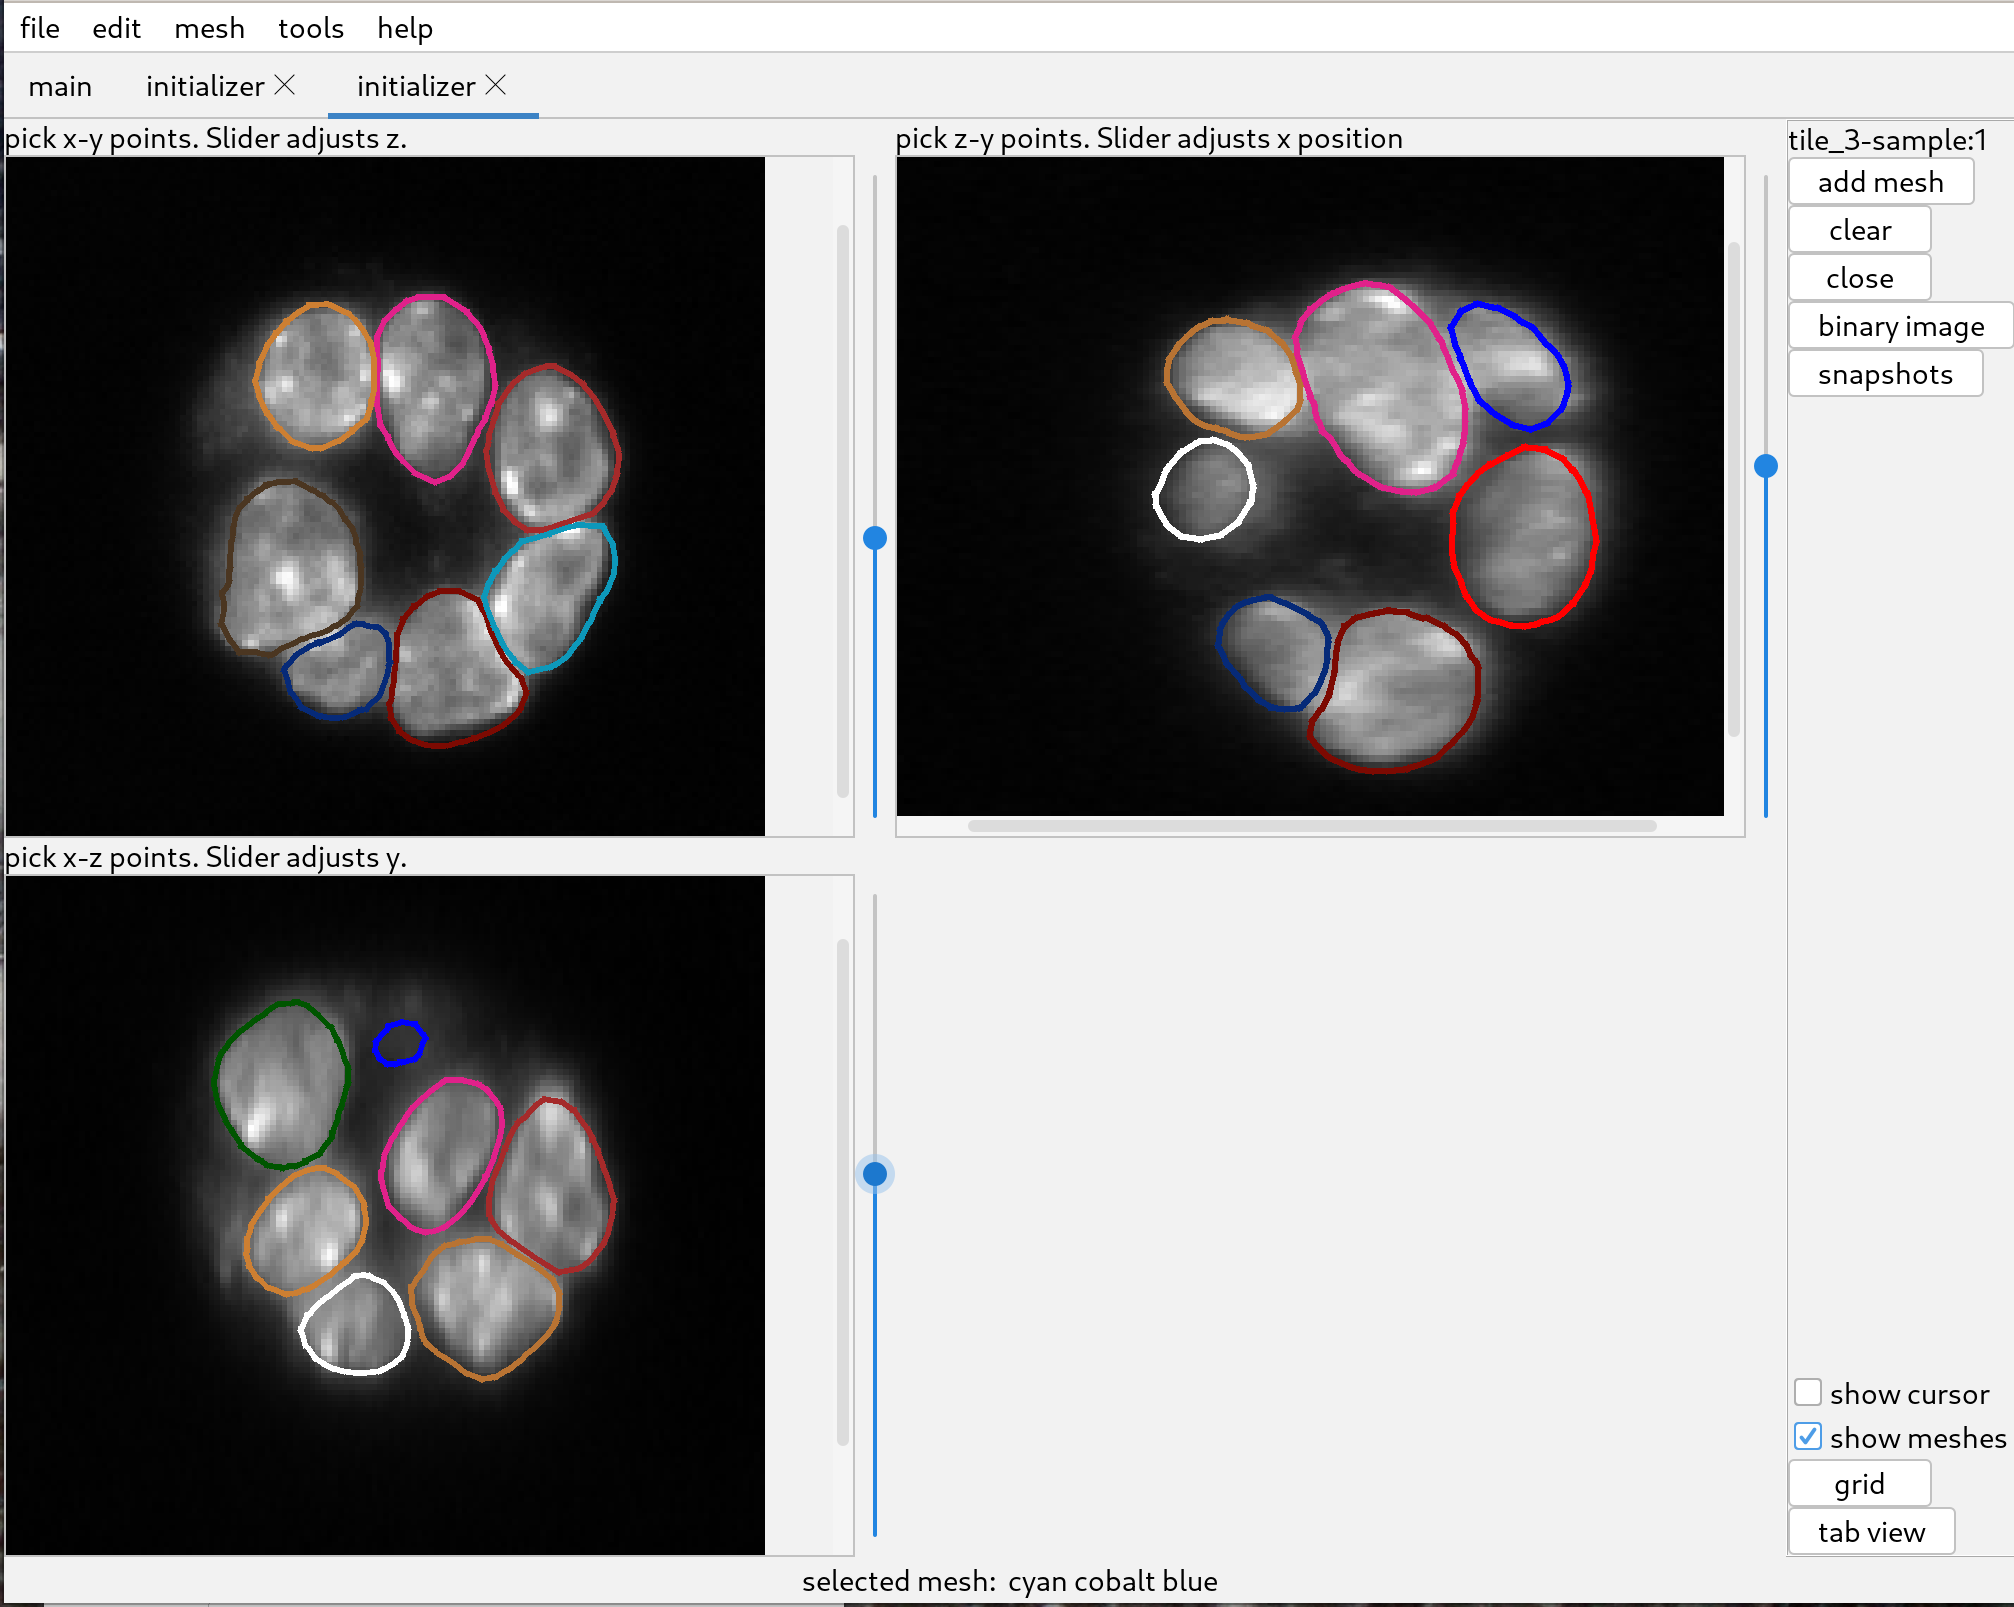 file edit mesh tools help
main initializer initializer
pick x-y points. Slider adjusts z.
pick z-y points. Slider adjusts x position
tile_3-sample:1
add mesh
clear
close
binary image
snapshots
pick x-z points. Slider adjusts y.
show cursor
show meshes
grid
tab view
selected mesh: cyan cobalt blue